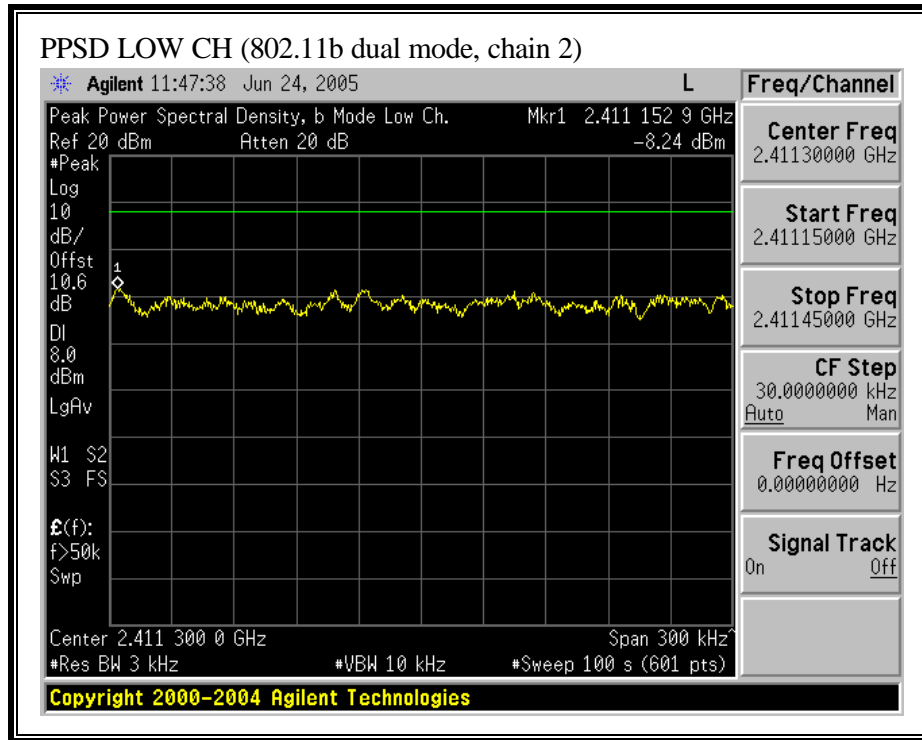 PPSD LOW CH (802.11b dual mode, chain 2)
Agilent 11:47:38 Jun 24, 2005 L
Peak Power Spectral Density, b Mode Low Ch. Mkr1 2.411 152 9 GHz
Ref 20 dBm Atten 20 dB -8.24 dBm
#Peak
Log
10
dB/
Offst
10.6
dB
DI
8.0
dBm
LgAv
W1 S2
S3 FS
£(f):
f>50k
Swp
1
Center 2.411 300 0 GHz Span 300 kHz^
#Res BW 3 kHz #VBW 10 kHz #Sweep 100 s (601 pts)
Copyright 2000-2004 Agilent Technologies
Freq/Channel
Center Freq
2.41130000 GHz
Start Freq
2.41115000 GHz
Stop Freq
2.41145000 GHz
CF Step
30.0000000 kHz
Auto Man
Freq Offset
0.00000000 Hz
Signal Track
On Off